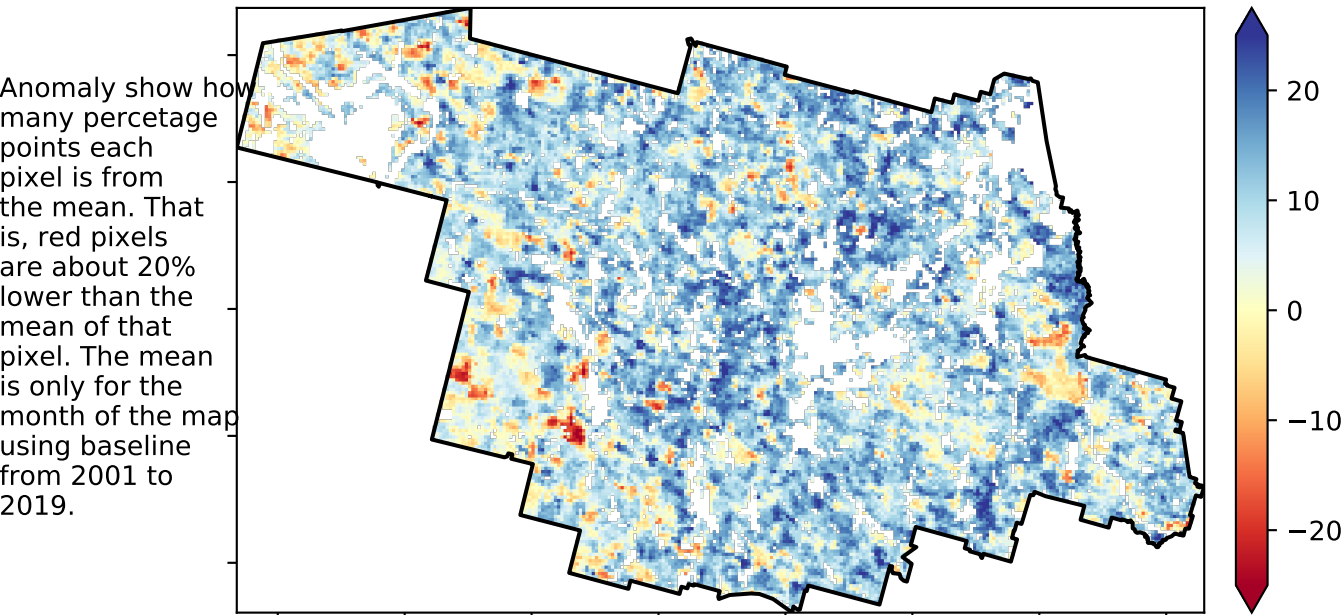 Anomaly show how
many percetage
points each
pixel is from
the mean. That
is, red pixels
are about 20%
lower than the
mean of that
pixel. The mean
is only for the
month of the map
using baseline
from 2001 to
2019.
20
10
0
−10
−20